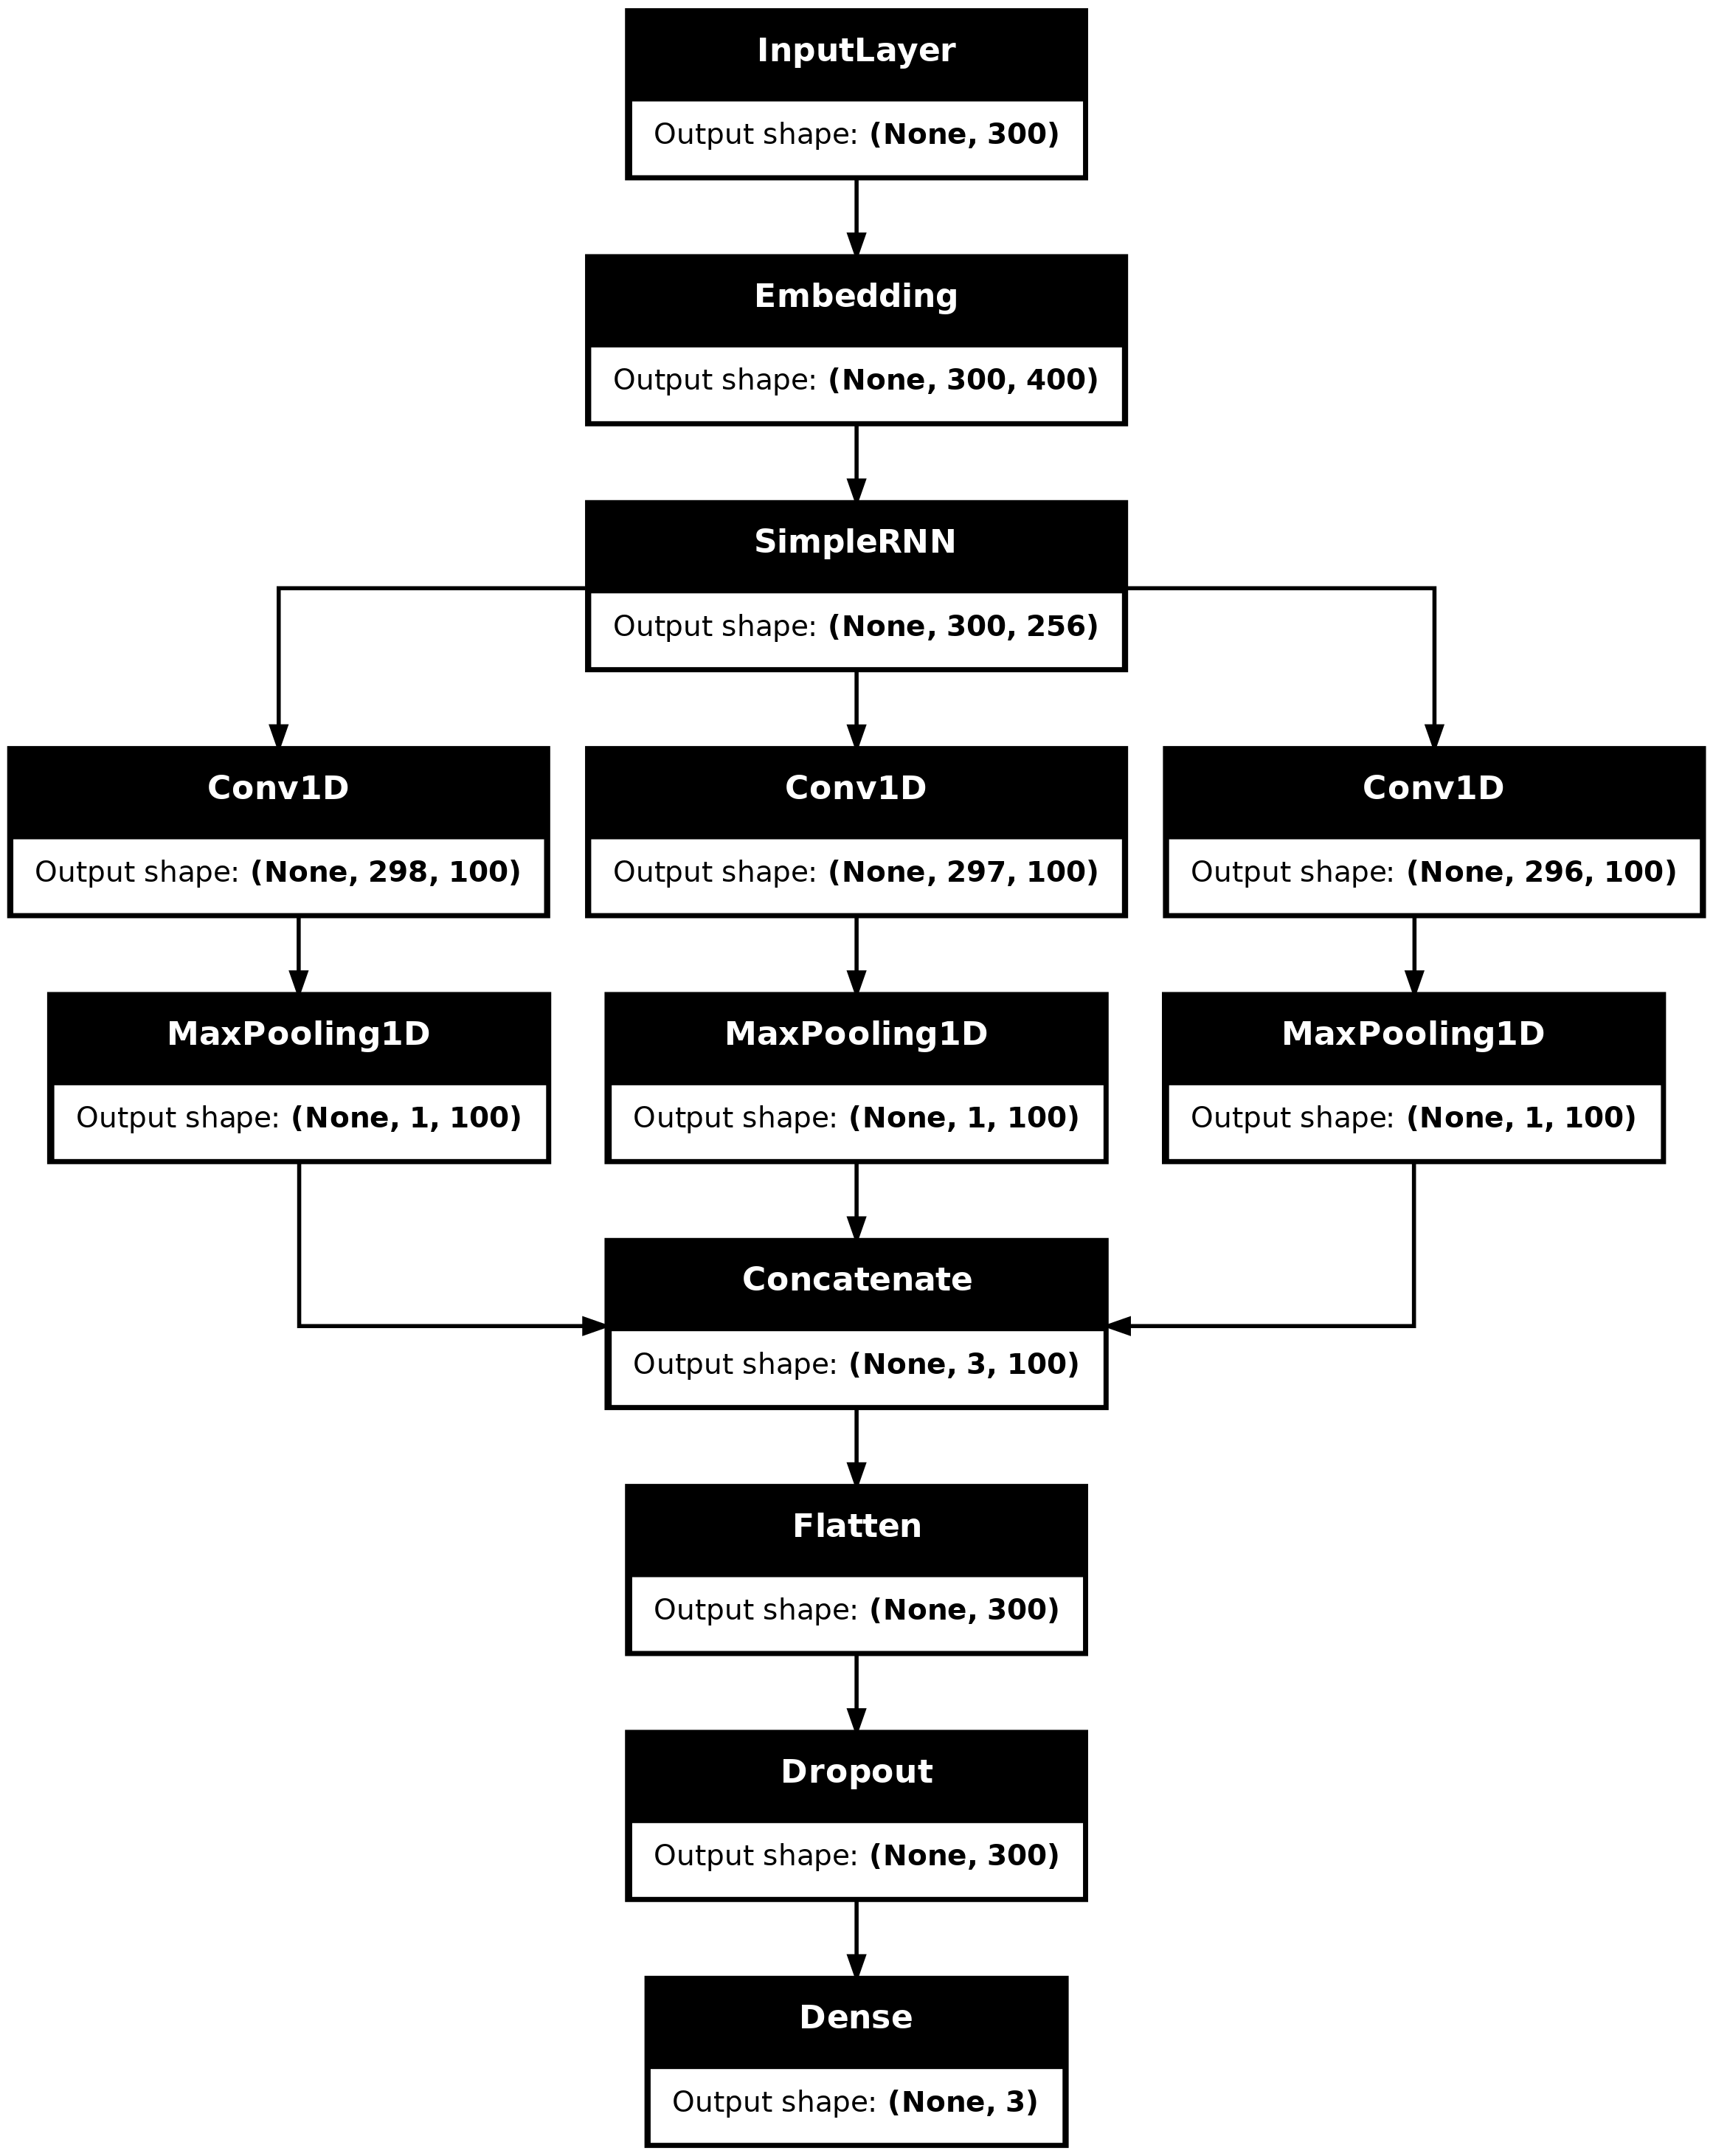 InputLayer
Output shape: (None, 300)
Embedding
Output shape: (None, 300, 400)
SimpleRNN
Output shape: (None, 300, 256)
Conv1D
Output shape: (None, 298, 100)
Conv1D
Output shape: (None, 297, 100)
Conv1D
Output shape: (None, 296, 100)
MaxPooling1D
Output shape: (None, 1, 100)
MaxPooling1D
Output shape: (None, 1, 100)
MaxPooling1D
Output shape: (None, 1, 100)
Concatenate
Output shape: (None, 3, 100)
Flatten
Output shape: (None, 300)
Dropout
Output shape: (None, 300)
Dense
Output shape: (None, 3)